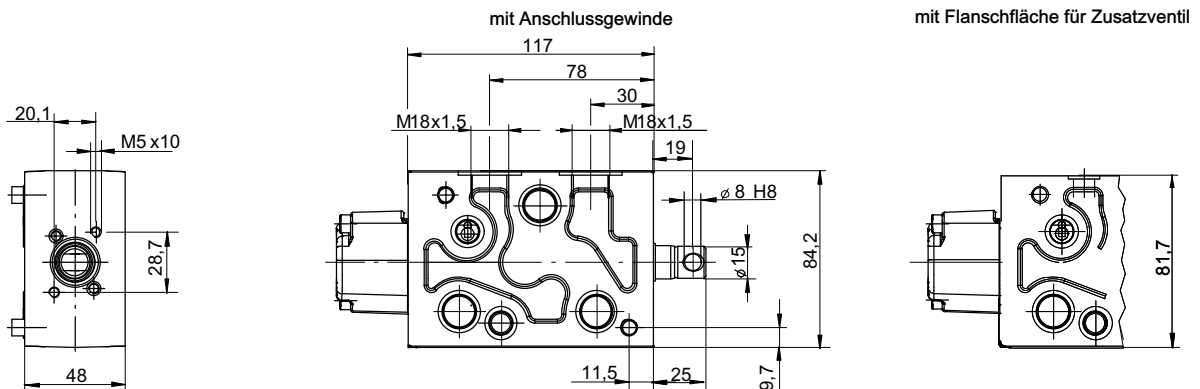 mit Anschlussgewinde
mit Flanschfläche für Zusatzventil
117
78
30
20,1
M5 x10
M18x1,5
M18x1,5
19
ø 8 H8
28,7
ø15
84,2
81,7
48
11,5
25
9,7